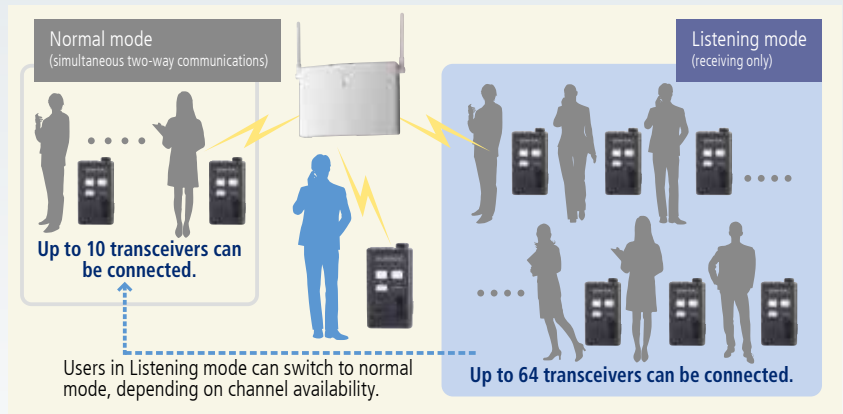 Normal mode
(simultaneous two-way communications)
Listening mode
(receiving only)
Up to 10 transceivers can
be connected.
Users in Listening mode can switch to normal
mode, depending on channel availability.
Up to 64 transceivers can be connected.